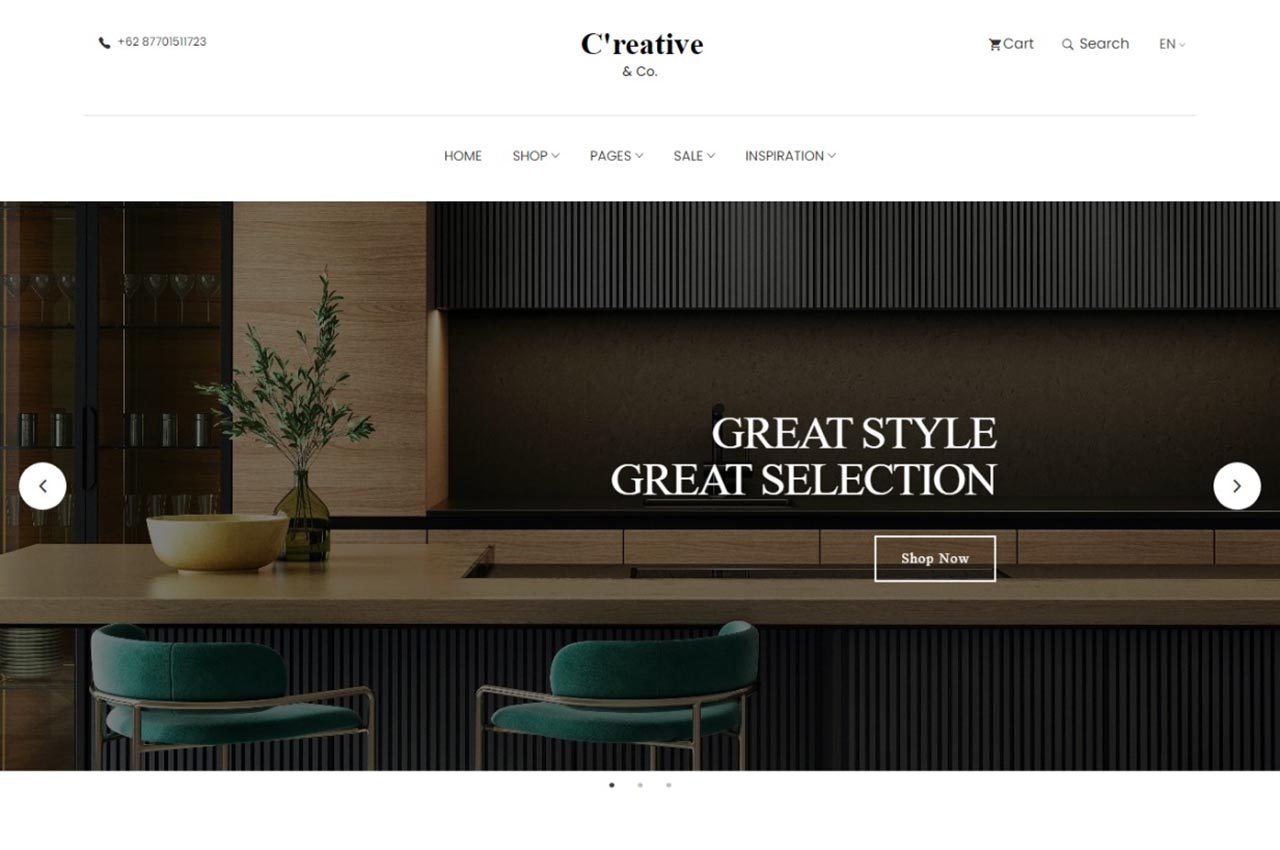 +62 87701511723
C'reative
& Co.
Cart
Search
EN
HOME
SHOP
PAGES
SALE
INSPIRATION
GREAT STYLE
GREAT SELECTION
Shop Now